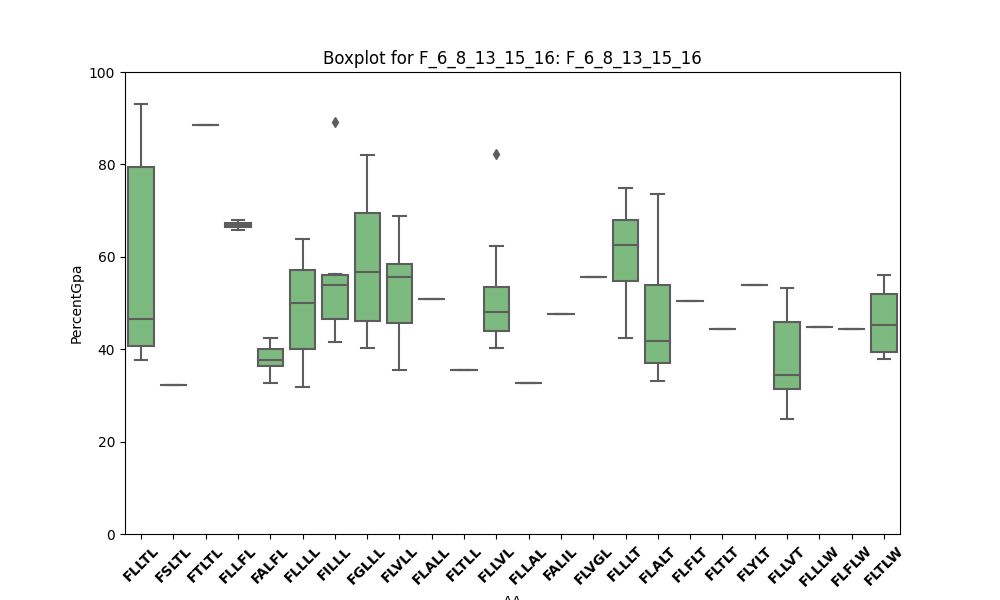 Boxplot for F_6_8_13_15_16: F_6_8_13_15_16
100
80
60
40
20
0
PercentGpa
FLLTL FSLTL FTLTL FLLFL FALFL FLLLL FILLL FGLLL FLVLL FLALL FLTLL FLLVL FLLAL FALIL FLVGL FLLLT FLALT FLFLT FLTLT FLYLT FLLVT FLLLW FLFLW FLTLW